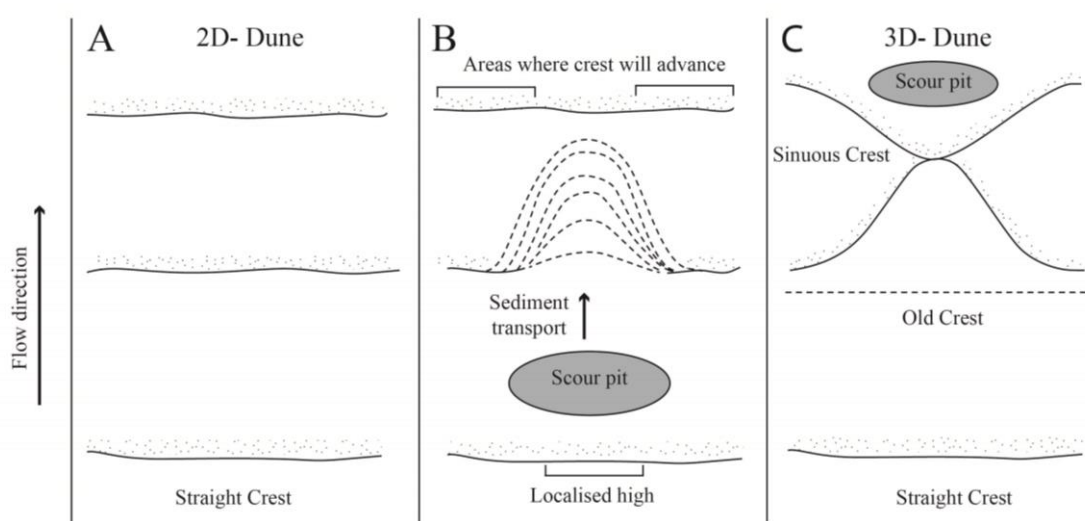 A
2D- Dune
Flow direction
Straight Crest
B
Areas where crest will advance
Sediment
transport
Scour pit
Localised high
C
3D- Dune
Scour pit
Sinuous Crest
Old Crest
Straight Crest